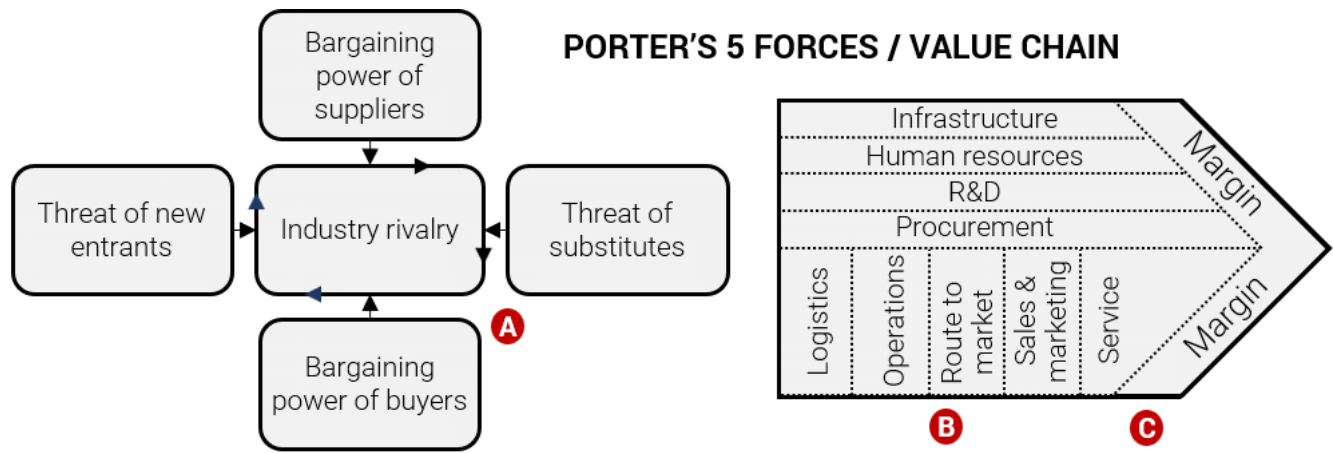 PORTER'S 5 FORCES / VALUE CHAIN
Bargaining
power of
suppliers
Threat of new
entrants
Industry rivalry
Threat of
substitutes
Bargaining
power of buyers
A
Infrastructure
Human resources
R&D
Procurement
Logistics
Operations
Route to
market
Sales &
marketing
Service
Margin
Margin
B
C